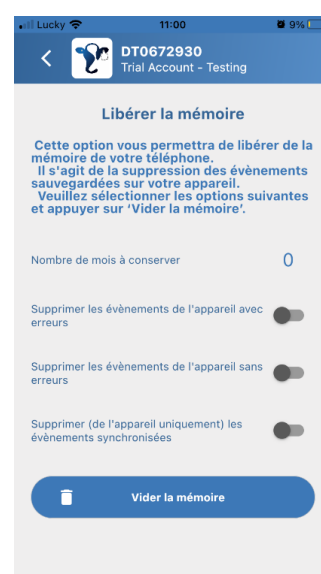 Lucky 11:00 9%
DT0672930
Trial Account - Testing
Libérer la mémoire
Cette option vous permettra de libérer de la
mémoire de votre téléphone.
Il s'agit de la suppression des évènements
sauvegardées sur votre appareil.
Veuillez sélectionner les options suivantes
et appuyer sur ‘Vider la mémoire’.
Nombre de mois à conserver 0
Supprimer les évènements de l'appareil avec
erreurs
Supprimer les évènements de l'appareil sans
erreurs
Supprimer (de l'appareil uniquement) les
évènements synchronisées
Vider la mémoire